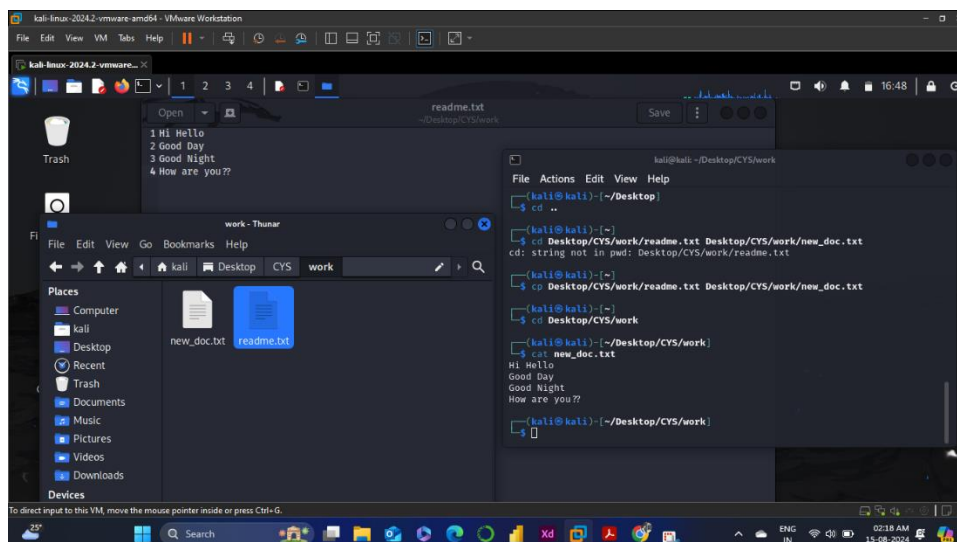 kali-linux-2024.2-vmware-amd64 - VMware Workstation
File Edit View VM Tabs Help
kali-linux-2024.2-vmware...
1 2 3 4 16:48
Open readme.txt Save
~/Desktop/CYS/work
1 Hi Hello
2 Good Day
3 Good Night
4 How are you??
Trash
Fi
work - Thunar
File Edit View Go Bookmarks Help
kali Desktop CYS work
Places
Computer
kali
Desktop
Recent
Trash
Documents
Music
Pictures
Videos
Downloads
Devices
new_doc.txt readme.txt
kali@kali: ~/Desktop/CYS/work
File Actions Edit View Help
(kali㉿kali)-[~/Desktop]
$ cd ..
(kali㉿kali)-[~]
$ cd Desktop/CYS/work/readme.txt Desktop/CYS/work/new_doc.txt
cd: string not in pwd: Desktop/CYS/work/readme.txt
(kali㉿kali)-[~]
$ cp Desktop/CYS/work/readme.txt Desktop/CYS/work/new_doc.txt
(kali㉿kali)-[~]
$ cd Desktop/CYS/work
(kali㉿kali)-[~/Desktop/CYS/work]
$ cat new_doc.txt
Hi Hello
Good Day
Good Night
How are you??
(kali㉿kali)-[~/Desktop/CYS/work]
$
To direct input to this VM, move the mouse pointer inside or press Ctrl+G.
25°
Search
Xd
ENG
IN
02:18 AM
15-08-2024